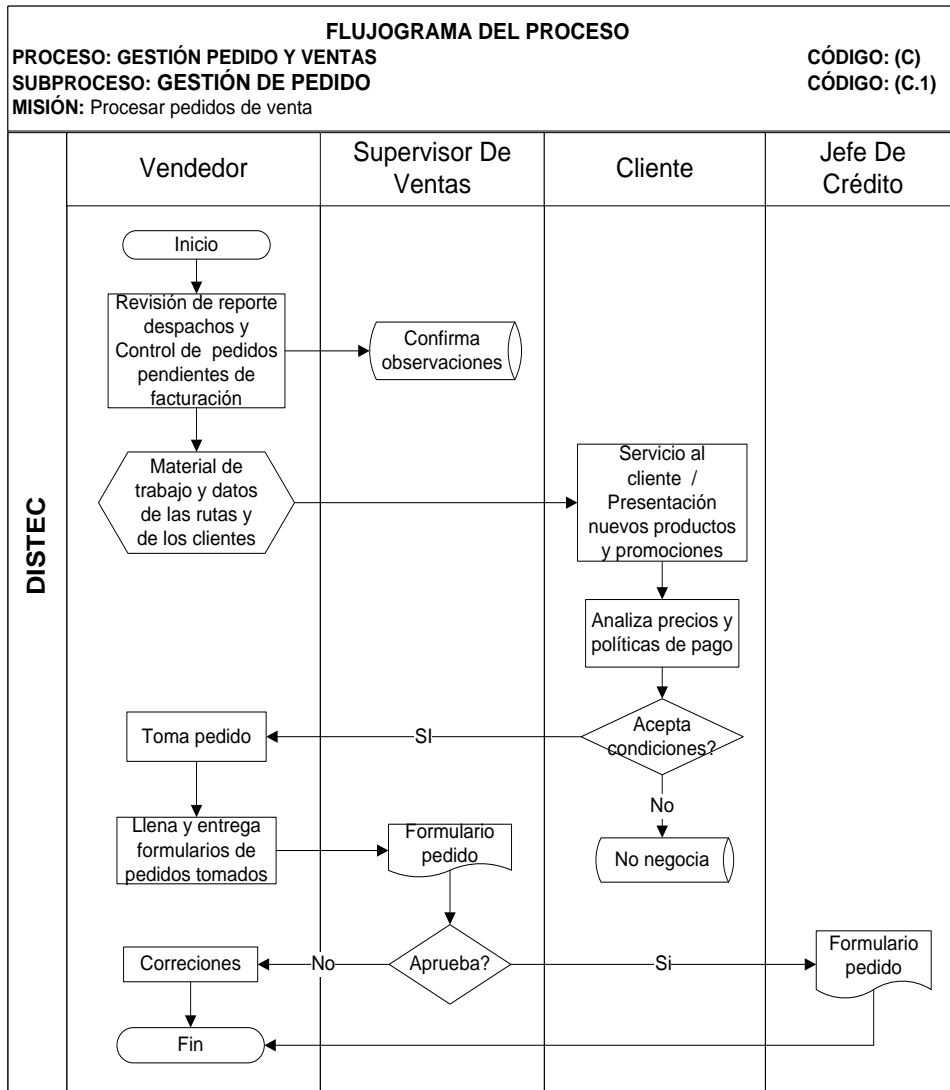 FLUJOGRAMA DEL PROCESO
PROCESO: GESTIÓN PEDIDO Y VENTAS
CÓDIGO: (C)
SUBPROCESO: GESTIÓN DE PEDIDO
CÓDIGO: (C.1)
MISIÓN: Procesar pedidos de venta
DISTEC
Vendedor
Supervisor De
Ventas
Cliente
Jefe De
Crédito
Inicio
Revisión de reporte
despachos y
Control de pedidos
pendientes de
facturación
Confirma
observaciones
Material de
trabajo y datos
de las rutas y
de los clientes
Servicio al
cliente /
Presentación
nuevos productos
y promociones
Analiza precios y
políticas de pago
Acepta
condiciones?
SI
Toma pedido
No
No negocia
Llena y entrega
formularios de
pedidos tomados
Formulario
pedido
Aprueba?
No
Correciones
Si
Formulario
pedido
Fin